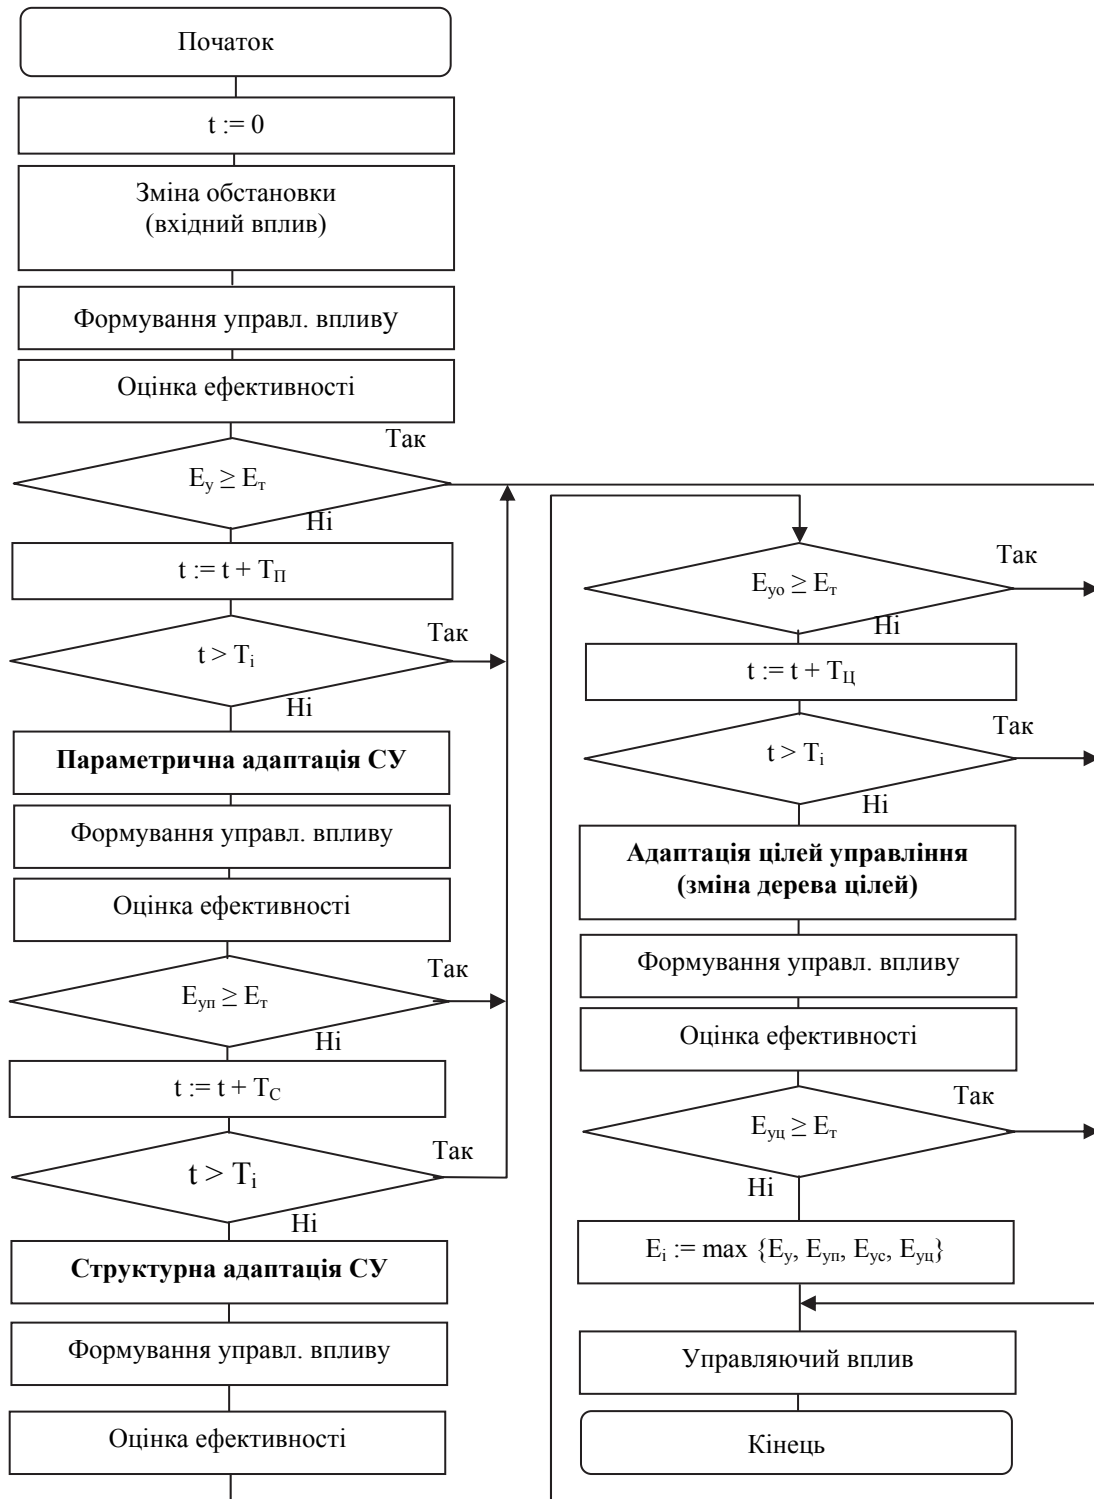 Початок
t := 0
Зміна обстановки
(вхідний вплив)
Формування управл. впливу
Оцінка ефективності
Так
Eу ≥ Eт
Ні
t := t + TП
Так
t > Ti
Ні
Параметрична адаптація СУ
Формування управл. впливу
Оцінка ефективності
Так
Eуп ≥ Eт
Ні
t := t + TС
Так
t > Ti
Ні
Структурна адаптація СУ
Формування управл. впливу
Оцінка ефективності
Так
Eуо ≥ Eт
Ні
t := t + TЦ
Так
t > Ti
Ні
Адаптація цілей управління
(зміна дерева цілей)
Формування управл. впливу
Оцінка ефективності
Так
Eуц ≥ Eт
Ні
Ei := max {Eу, Eуп, Eус, Eуц}
Управляючий вплив
Кінець